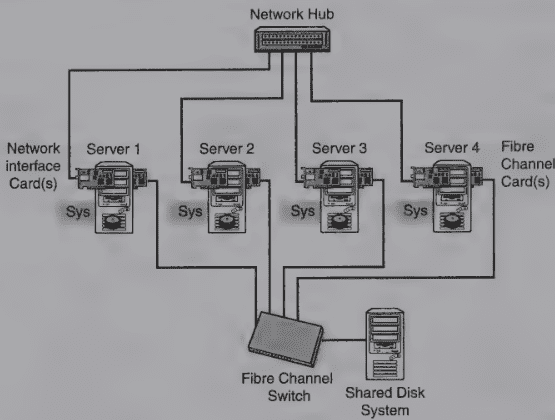 Network Hub
Network
interface
Card(s)
Server 1
Server 2
Server 3
Server 4
Fibre
Channel
Card(s)
Sys
Sys
Sys
Sys
Fibre Channel
Switch
Shared Disk
System